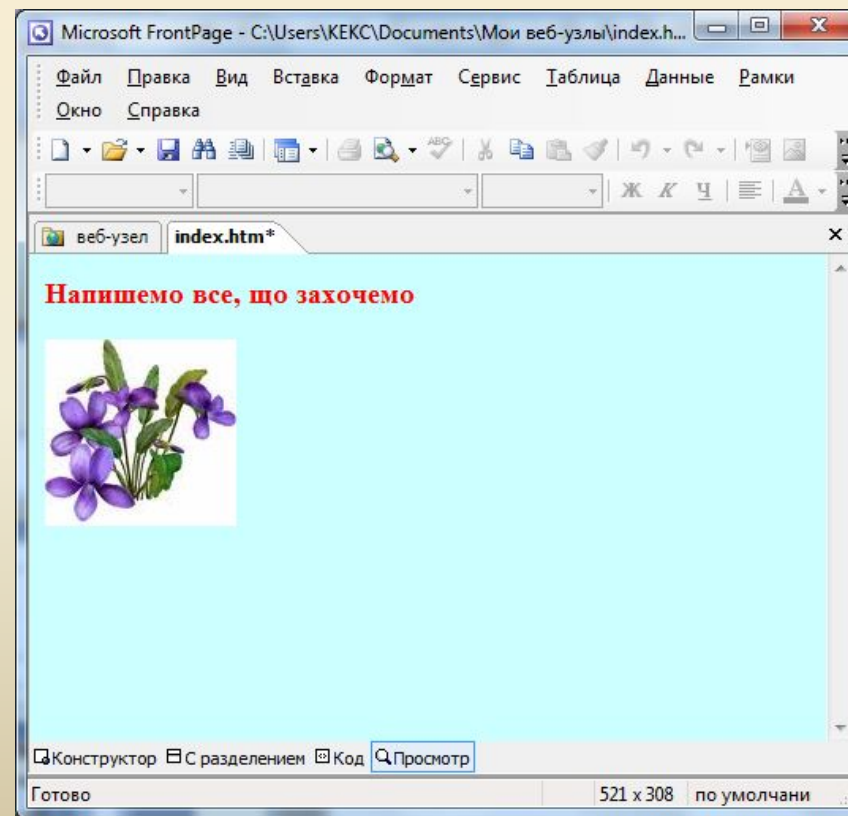 Microsoft FrontPage - C:\Users\КЕКС\Documents\Мои веб-узлы\index.h...
Файл Правка Вид Вставка Формат Сервис Таблица Данные Рамки
Окно Справка
ABC
Ж К Ч А
веб-узел index.htm*
Напишемо все, що захочемо
Конструктор С разделением Код Просмотр
Готово 521 x 308 по умолчани